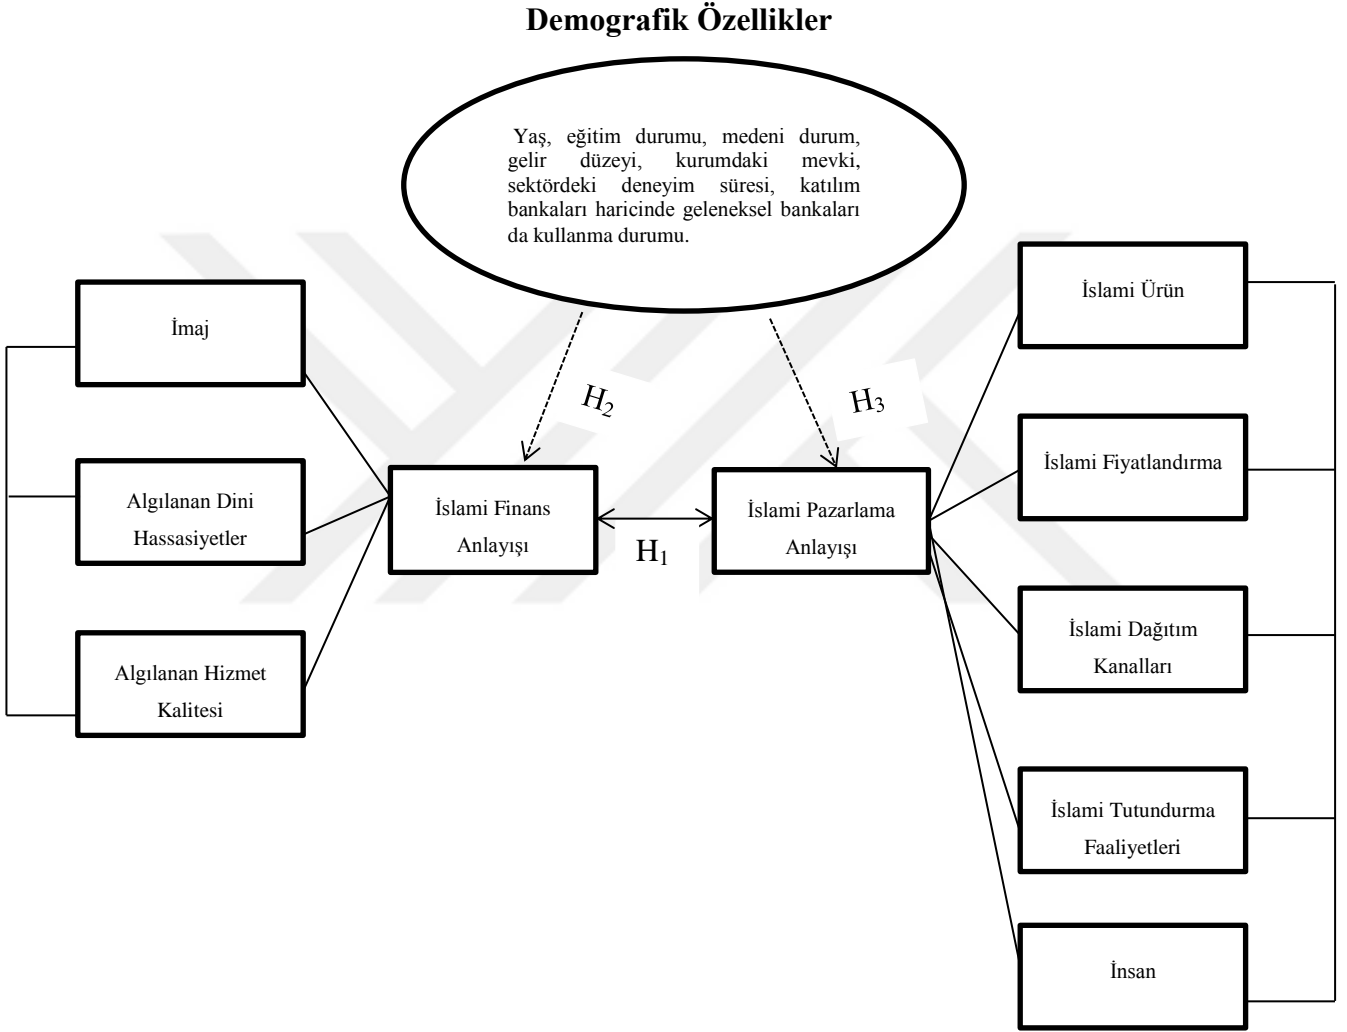 Demografik Özellikler
Yaş, eğitim durumu, medeni durum,
gelir düzeyi, kurumdaki mevki,
sektördeki deneyim süresi, katılım
bankaları haricinde geleneksel bankaları
da kullanma durumu.
İmaj
Algılanan Dini
Hassasiyetler
Algılanan Hizmet
Kalitesi
H₂
H₃
İslami Finans
Anlayışı
H₁
İslami Pazarlama
Anlayışı
İslami Ürün
İslami Fiyatlandırma
İslami Dağıtım
Kanalları
İslami Tutundurma
Faaliyetleri
İnsan